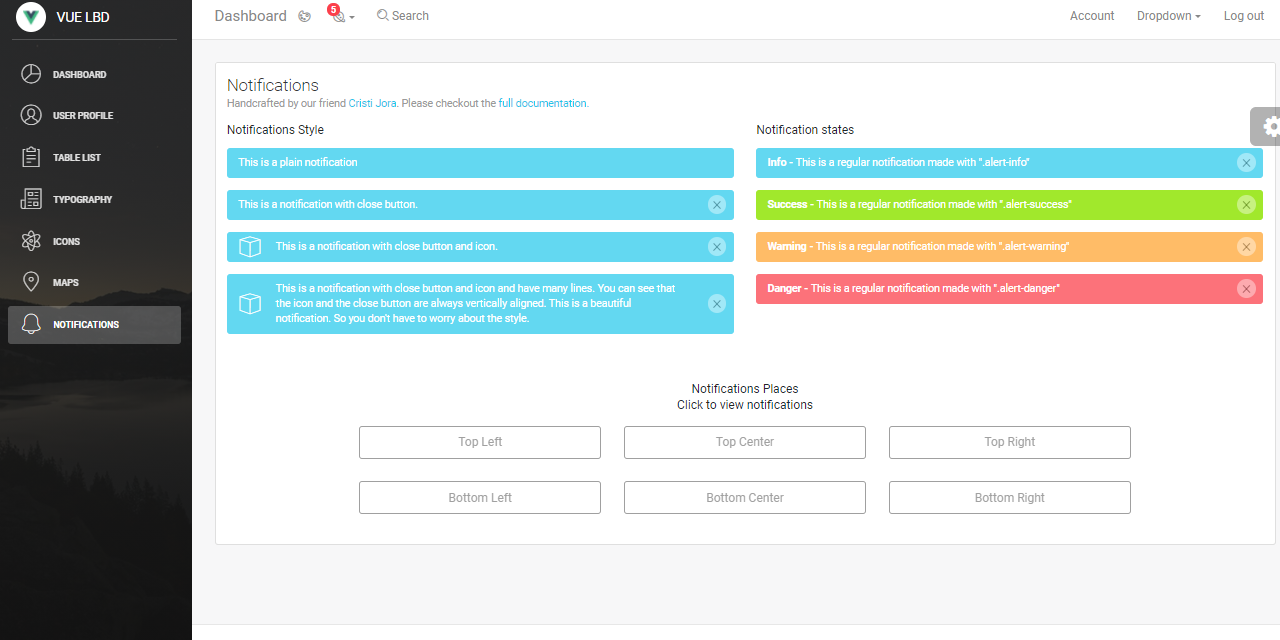 VUE LBD
DASHBOARD
USER PROFILE
TABLE LIST
TYPOGRAPHY
ICONS
MAPS
NOTIFICATIONS
Dashboard 5 Search Account Dropdown Log out
Notifications
Handcrafted by our friend Cristi Jora. Please checkout the full documentation.
Notifications Style
This is a plain notification
This is a notification with close button.
This is a notification with close button and icon.
This is a notification with close button and icon and have many lines. You can see that
the icon and the close button are always vertically aligned. This is a beautiful
notification. So you don't have to worry about the style.
Notification states
Info - This is a regular notification made with ".alert-info"
Success - This is a regular notification made with ".alert-success"
Warning - This is a regular notification made with ".alert-warning"
Danger - This is a regular notification made with ".alert-danger"
Notifications Places
Click to view notifications
Top Left Top Center Top Right
Bottom Left Bottom Center Bottom Right